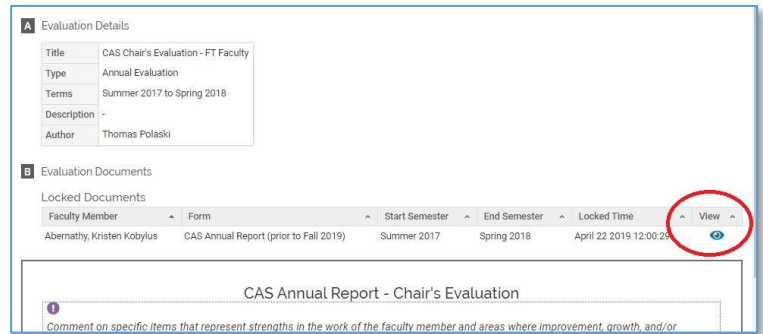 A Evaluation Details
Title CAS Chair's Evaluation - FT Faculty
Type Annual Evaluation
Terms Summer 2017 to Spring 2018
Description -
Author Thomas Polaski
B Evaluation Documents
Locked Documents
Faculty Member Form Start Semester End Semester Locked Time View
Abernathy, Kristen Kobylus CAS Annual Report (prior to Fall 2019) Summer 2017 Spring 2018 April 22 2019 12:00:29
CAS Annual Report - Chair's Evaluation
Comment on specific items that represent strengths in the work of the faculty member and areas where improvement, growth, and/or